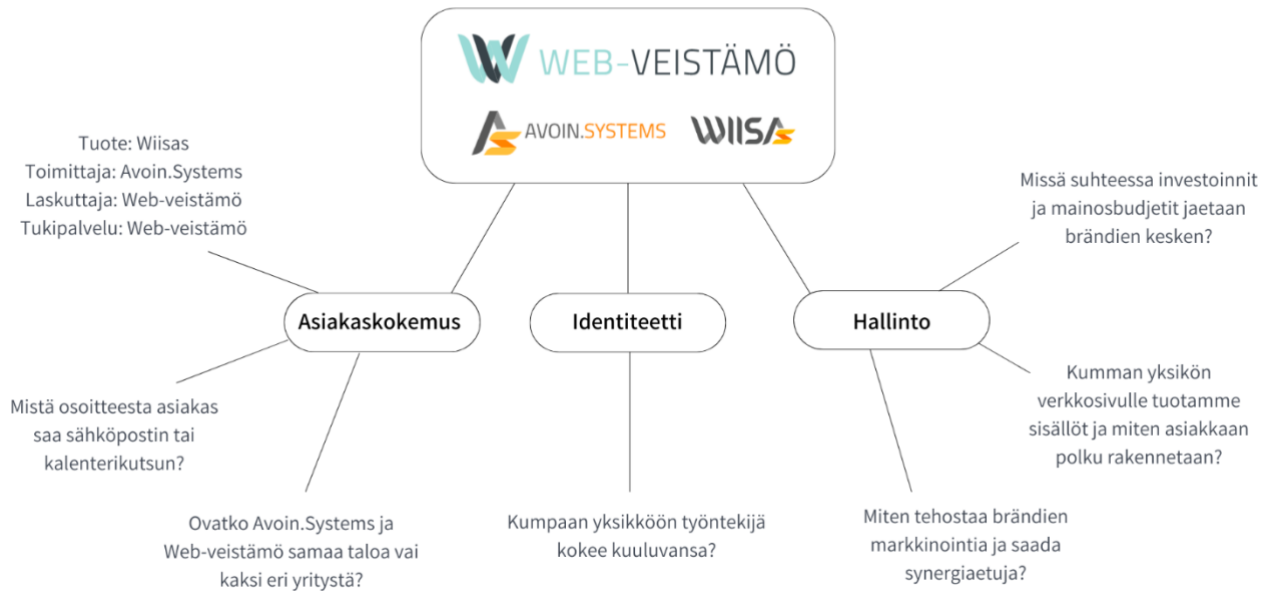 WEB-VEISTÄMÖ
AVOIN.SYSTEMS
WIISAS
Tuote: Wiisas
Toimittaja: Avoin.Systems
Laskuttaja: Web-veistämö
Tukipalvelu: Web-veistämö
Missä suhteessa investoinnit
ja mainosbudjetit jaetaan
brändien kesken?
Asiakaskokemus
Identiteetti
Hallinto
Mistä osoitteesta asiakas
saa sähköpostin tai
kalenterikutsun?
Kumman yksikön
verkkosivulle tuotamme
sisällöt ja miten asiakkaan
polku rakennetaan?
Ovatko Avoin.Systems ja
Web-veistämö samaa taloa vai
kaksi eri yritystä?
Kumpaan yksikköön työntekijä
kokee kuuluvansa?
Miten tehostaa brändien
markkinointia ja saada
synergiaetuja?